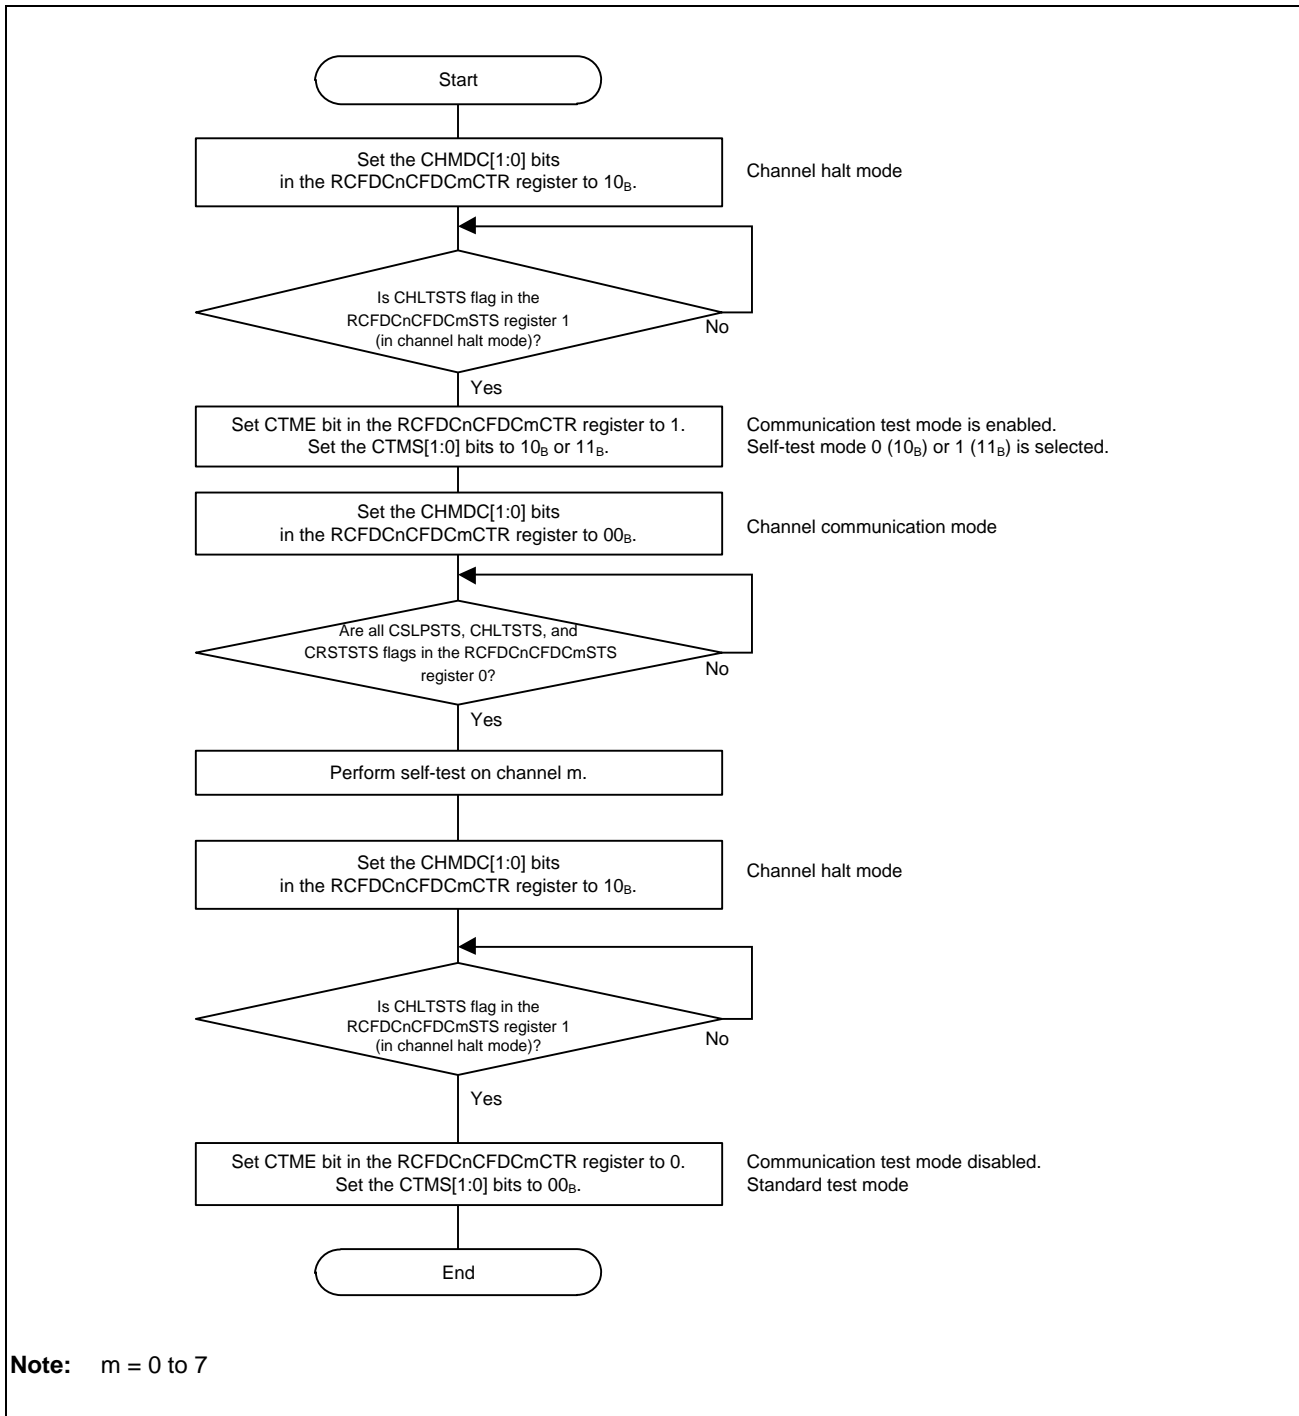 Start
Set the CHMDC[1:0] bits
in the RCFDCnCFDCmCTR register to 10B.
Channel halt mode
Is CHLTSTS flag in the
RCFDCnCFDCmSTS register 1
(in channel halt mode)?
No
Yes
Set CTME bit in the RCFDCnCFDCmCTR register to 1.
Set the CTMS[1:0] bits to 10B or 11B.
Communication test mode is enabled.
Self-test mode 0 (10B) or 1 (11B) is selected.
Set the CHMDC[1:0] bits
in the RCFDCnCFDCmCTR register to 00B.
Channel communication mode
Are all CSLPSTS, CHLTSTS, and
CRSTSTS flags in the RCFDCnCFDCmSTS
register 0?
No
Yes
Perform self-test on channel m.
Set the CHMDC[1:0] bits
in the RCFDCnCFDCmCTR register to 10B.
Channel halt mode
Is CHLTSTS flag in the
RCFDCnCFDCmSTS register 1
(in channel halt mode)?
No
Yes
Set CTME bit in the RCFDCnCFDCmCTR register to 0.
Set the CTMS[1:0] bits to 00B.
Communication test mode disabled.
Standard test mode
End
Note: m = 0 to 7